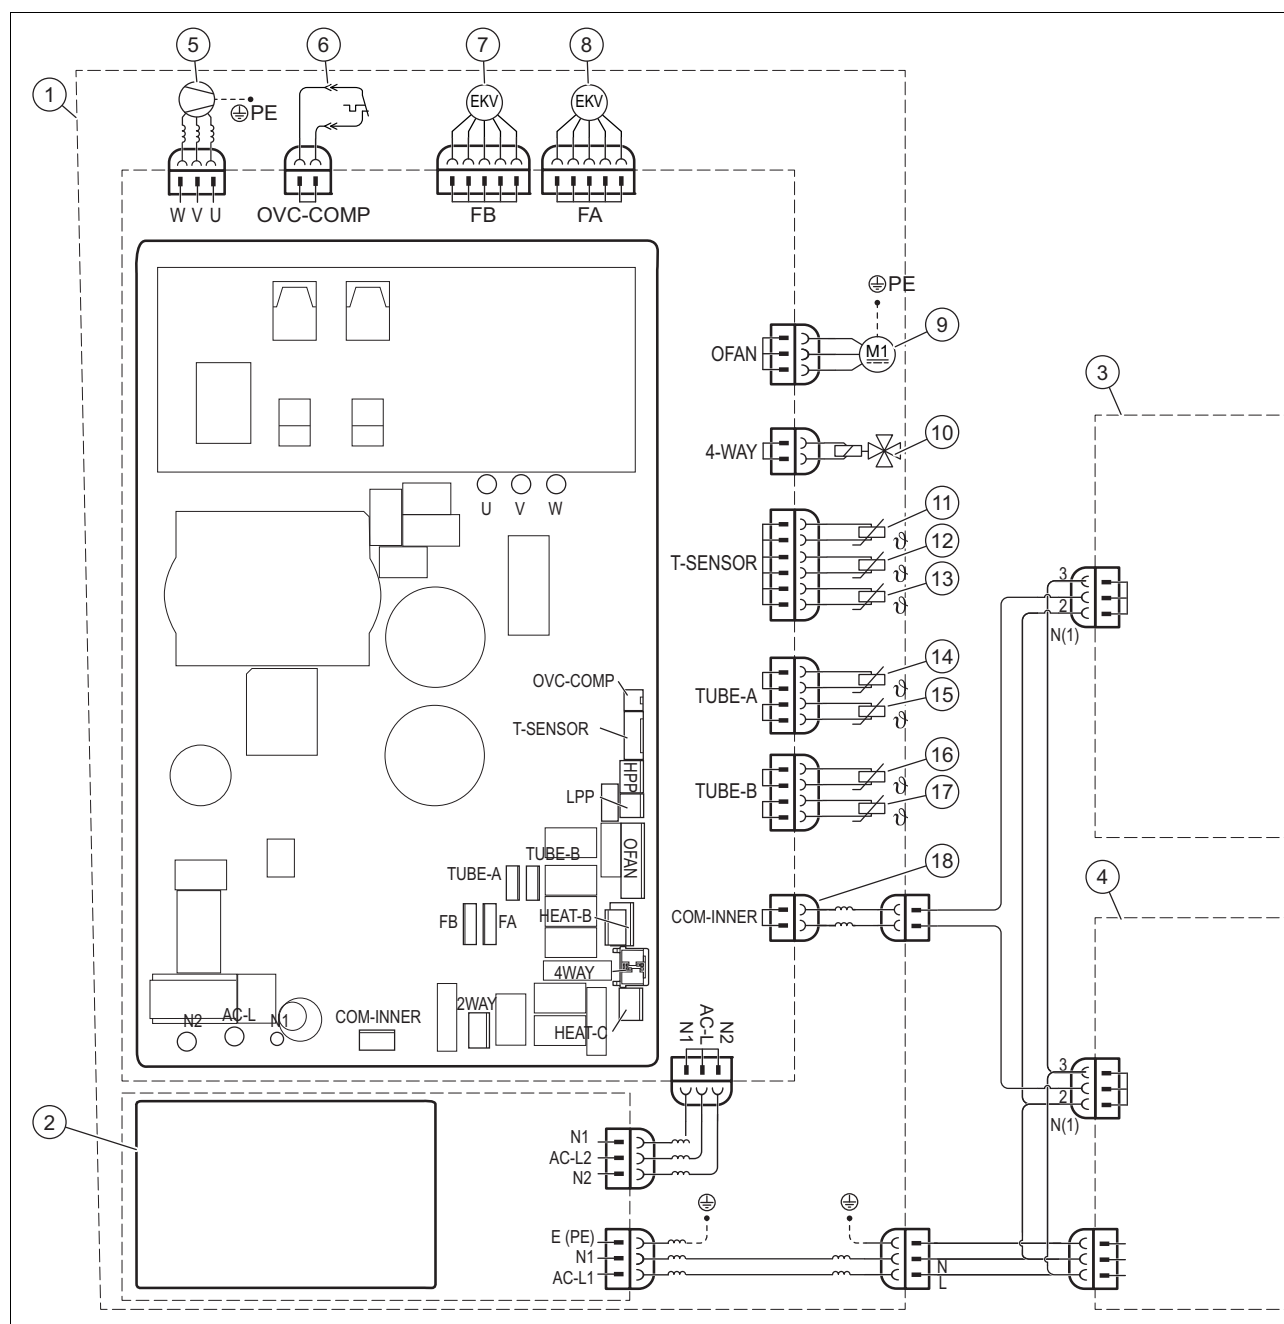 5
6
7
8
1
EKV
EKV
PE
W V U
OVC-COMP
FB
FA
PE
9
OFAN
M1
3
10
4-WAY
U
V
W
11
T-SENSOR
ϑ
12
ϑ
13
ϑ
3
2
N(1)
14
OVC-COMP
TUBE-A
ϑ
15
T-SENSOR
ϑ
HPP
16
LPP
TUBE-B
ϑ
17
ϑ
OFAN
TUBE-B
TUBE-A
18
4
FB
FA
HEAT-B
COM-INNER
4WAY
N2
AC-L
N1
COM-INNER
2WAY
HEAT-C
N1
AC-L
N2
3
2
N(1)
2
N1
AC-L2
N2
E (PE)
N1
AC-L1
N
L